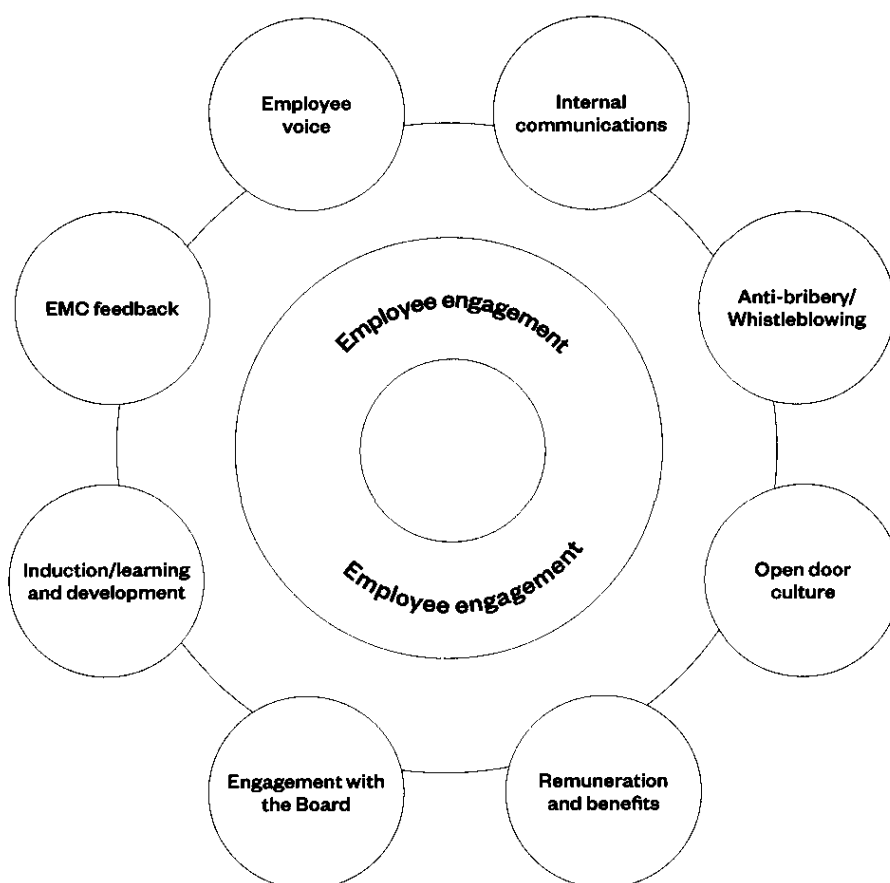 Employee
voice
Internal
communications
EMC feedback
Anti-bribery/
Whistleblowing
Employee engagement
Employee engagement
Induction/learning
and development
Open door
culture
Engagement with
the Board
Remuneration
and benefits